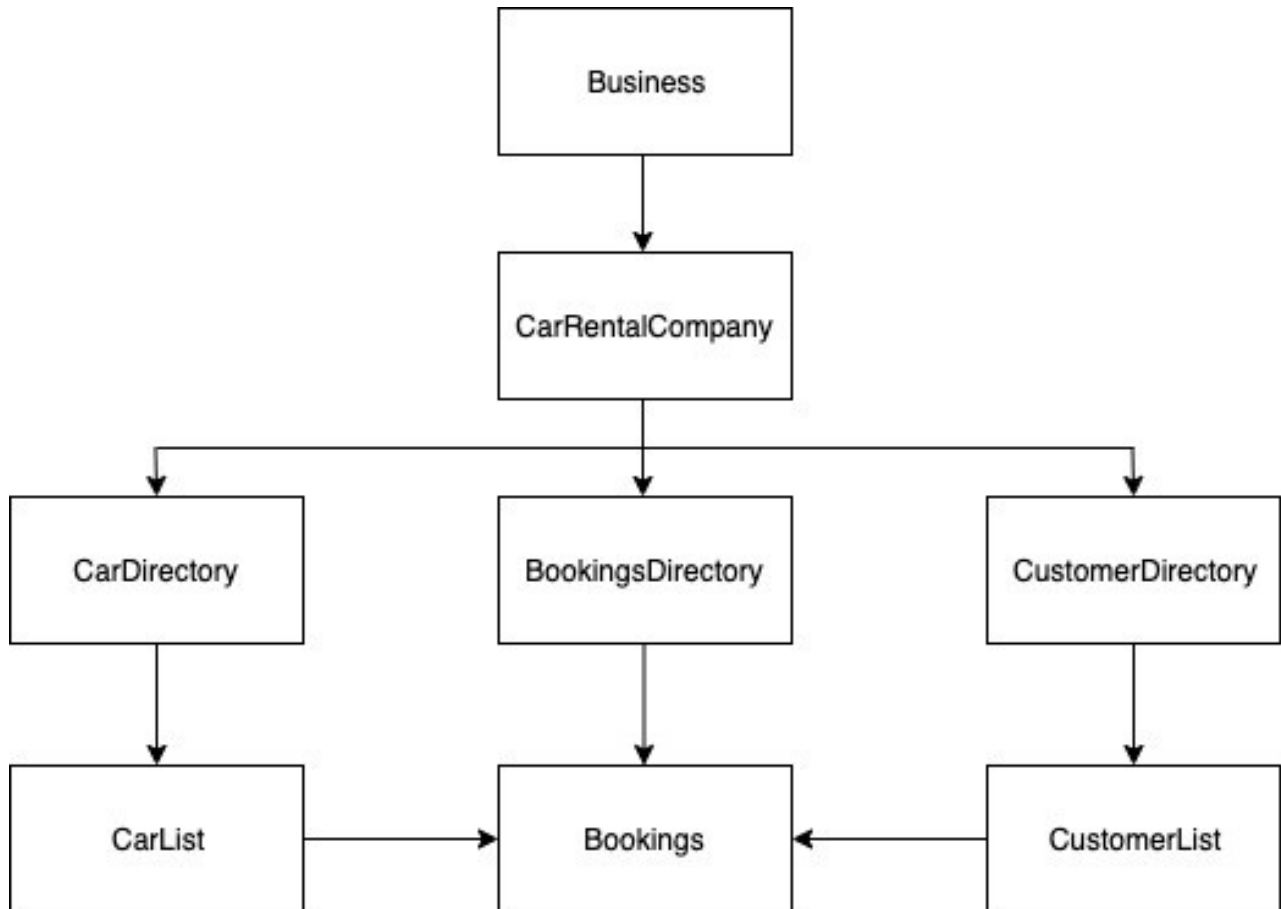 Business
CarRentalCompany
CarDirectory
BookingsDirectory
CustomerDirectory
CarList
Bookings
CustomerList